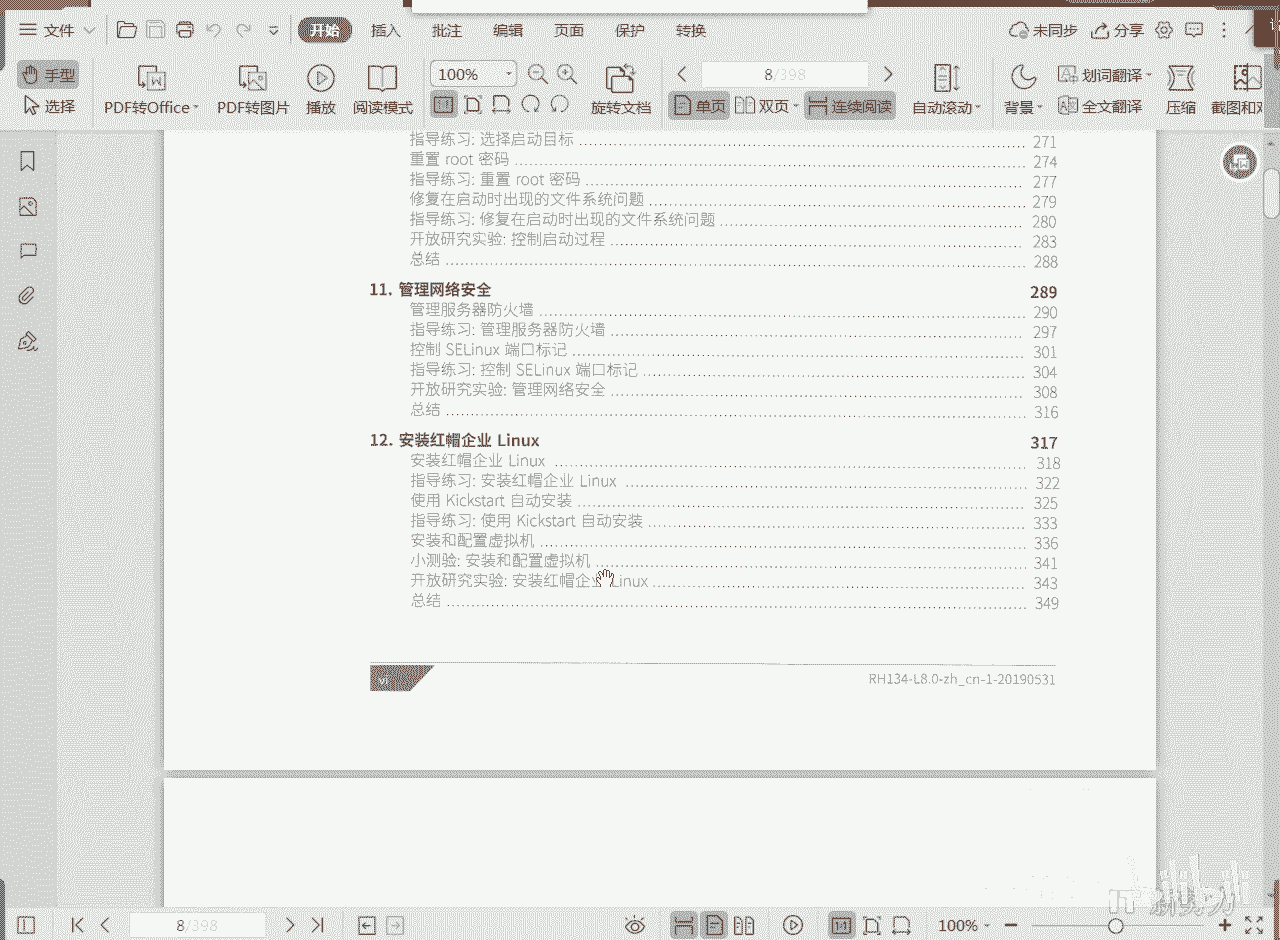 文件 开始 插入 批注 编辑 页面 保护 转换 未同步 分享
手型 100% 8/398 划词翻译
选择 PDF转Office PDF转图片 播放 阅读模式 旋转文档 单页 双页 连续阅读 自动滚动 背景 全文翻译 压缩 截图和对
指导练习: 选择启动目标 271
重置 root 密码 274
指导练习: 重置 root 密码 277
修复在启动时出现的文件系统问题 279
指导练习: 修复在启动时出现的文件系统问题 280
开放研究实验: 控制启动过程 283
总结 288
11. 管理网络安全 289
管理服务器防火墙 290
指导练习: 管理服务器防火墙 297
控制 SELinux 端口标记 301
指导练习: 控制 SELinux 端口标记 304
开放研究实验: 管理网络安全 308
总结 316
12. 安装红帽企业 Linux 317
安装红帽企业 Linux 318
指导练习: 安装红帽企业 Linux 322
使用 Kickstart 自动安装 325
指导练习: 使用 Kickstart 自动安装 333
安装和配置虚拟机 336
小测验: 安装和配置虚拟机 341
开放研究实验: 安装红帽企业 Linux 343
总结 349
vi RH134-L8.0-zh_cn-1-20190531
bilibili
8/398 100%